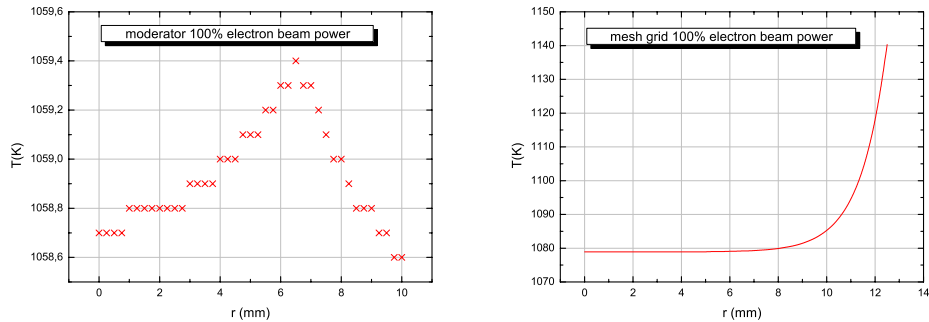 1059,6
moderator 100% electron beam power
1059,4
1059,2
1059,0
1058,8
1058,6
T(K)
0 2 4 6 8 10
r (mm)
1150
mesh grid 100% electron beam power
1140
1130
1120
1110
1100
1090
1080
1070
T(K)
0 2 4 6 8 10 12 14
r (mm)